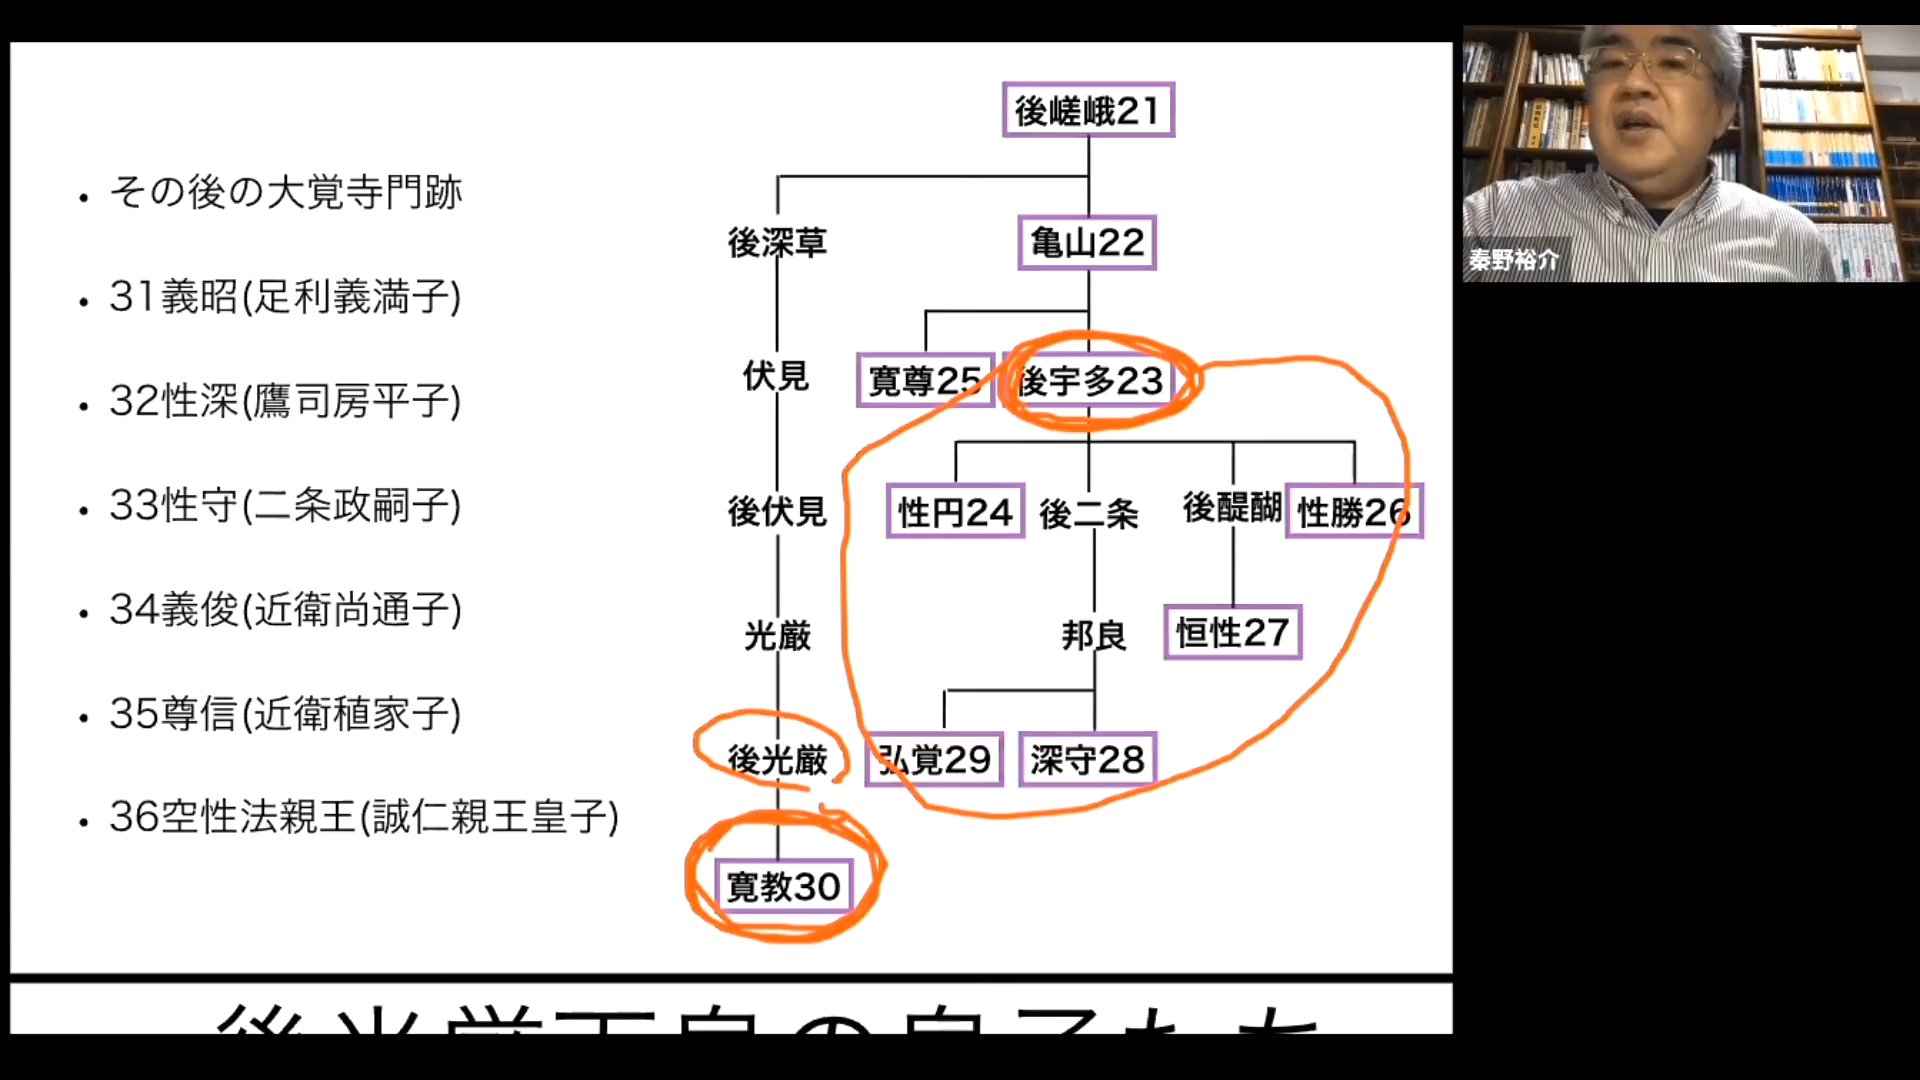 ・その後の大覚寺門跡
・31義昭(足利義満子)
・32性深(鷹司房平子)
・33性守(二条政嗣子)
・34義俊(近衛尚通子)
・35尊信(近衛稙家子)
・36空性法親王(誠仁親王皇子)
後嵯峨21
後深草
亀山22
伏見
寛尊25
後宇多23
後伏見
性円24
後二条
後醍醐
性勝26
光厳
邦良
恒性27
後光厳
弘覚29
深守28
寛教30
秦野裕介